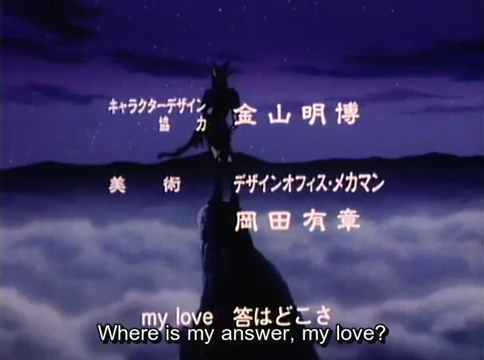 キャラクターデザイン 金山明博
協力
美術 デザインオフィス・メカマン
岡田有章
my love 答はどこさ
Where is my answer, my love?